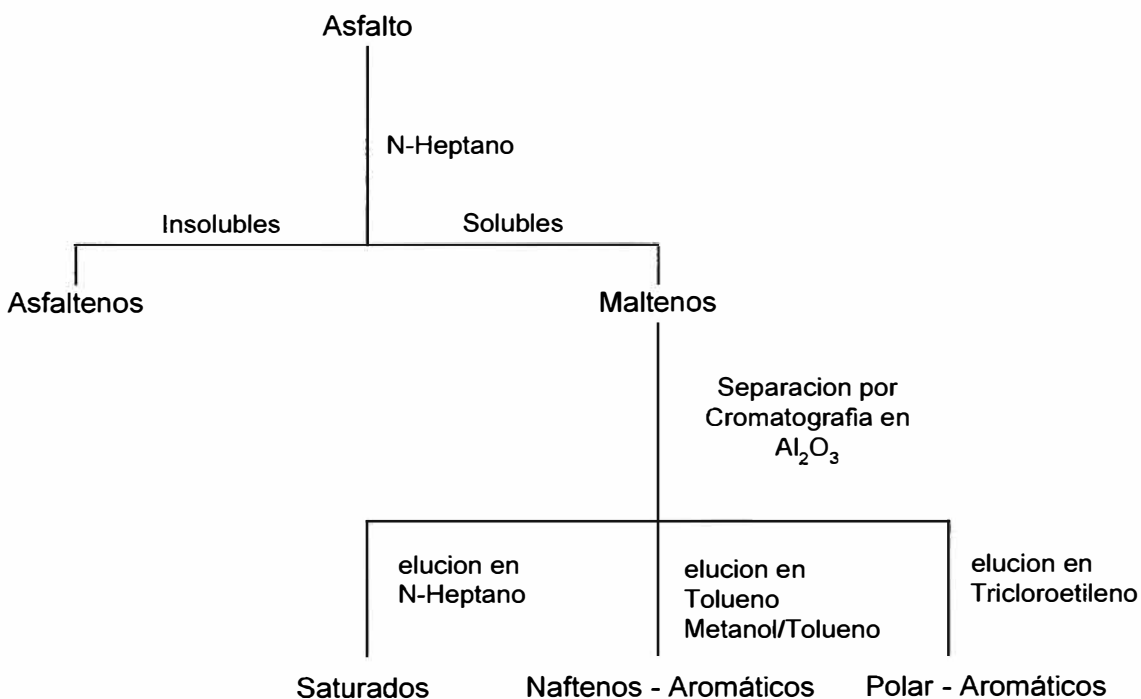 Asfalto
N-Heptano
Insolubles
Solubles
Asfaltenos
Maltenos
Separacion por
Cromatografia en
Al₂O₃
elucion en
N-Heptano
elucion en
Tolueno
Metanol/Tolueno
elucion en
Tricloroetileno
Saturados
Naftenos - Aromáticos
Polar - Aromáticos